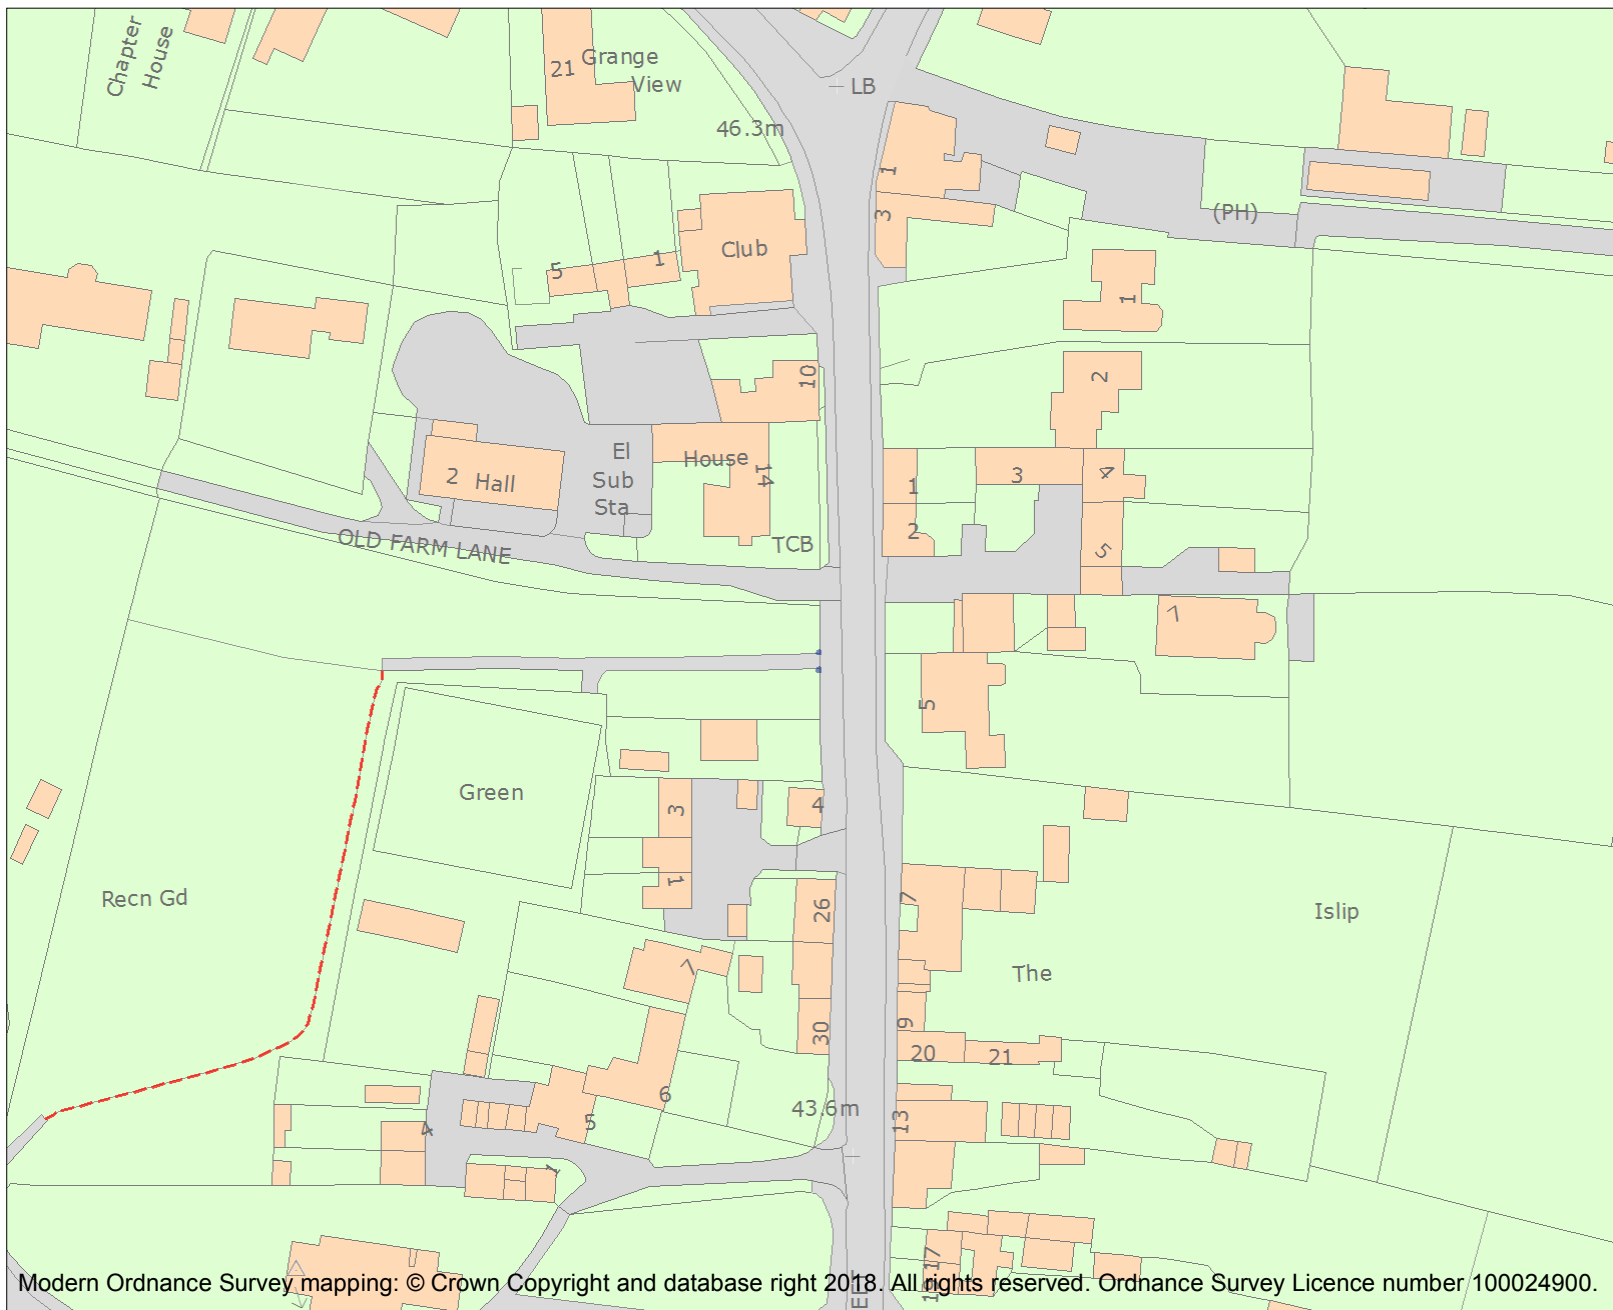 Chapter
House
21
Grange
View
LB
46.3m
1
3
(PH)
Club
5
1
1
10
2
El
Sub
Sta
House
14
2
Hall
1
2
3
4
5
TCB
OLD FARM LANE
7
5
Green
3
1
4
Recn Gd
26
7
Islip
The
7
30
9
20
21
6
5
43.6m
13
4
1
17
Modern Ordnance Survey mapping: © Crown Copyright and database right 2018. All rights reserved. Ordnance Survey Licence number 100024900.